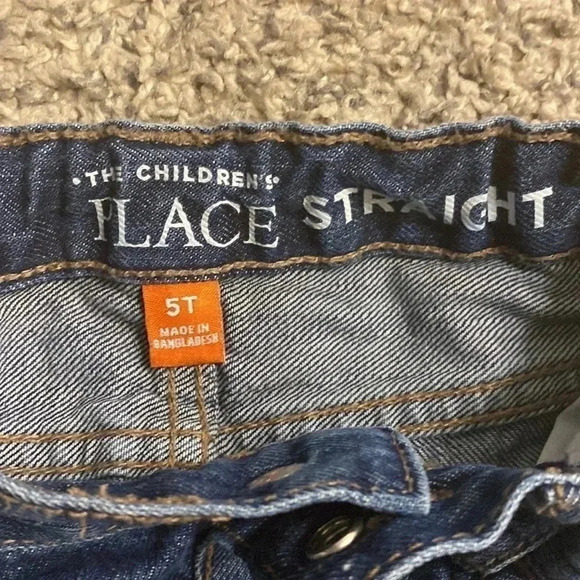 • THE CHILDREN'S •
PLACE STRAIGHT
5T
MADE IN
BANGLADESH